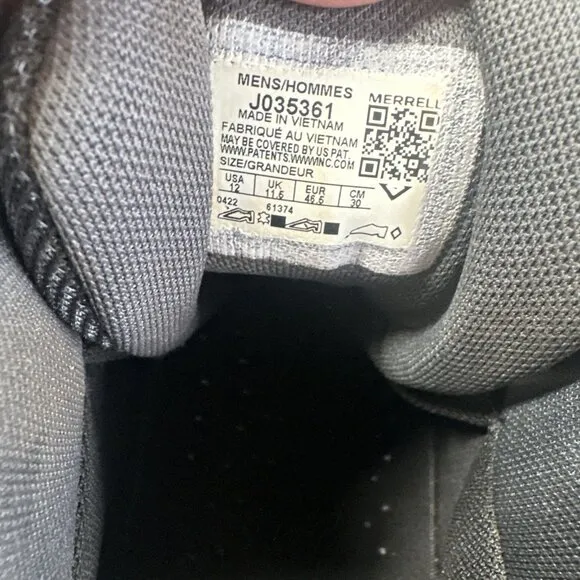 MENS/HOMMES
J035361
MERRELL
MADE IN VIETNAM
FABRIQUÉ AU VIETNAM
MAY BE COVERED BY US PAT.
WWW.PATENTS.WWWINC.COM
SIZE/GRANDEUR
USA UK EUR CM
12 11.5 46.5 30
0422 61374